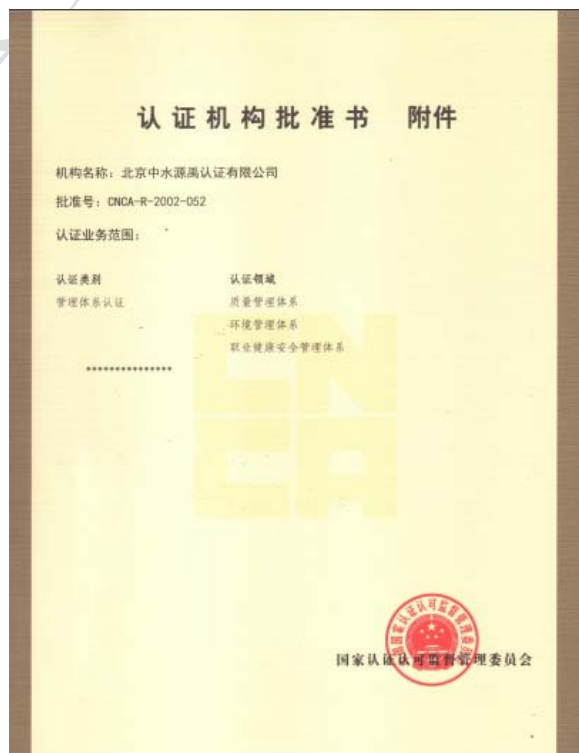 认证机构批准书 附件
机构名称：北京中水源禹认证有限公司
批准号：CNCA-R-2002-052
认证业务范围：
认证类别 认证领域
管理体系认证 质量管理体系
环境管理体系
职业健康安全管理体系
***************
CN
CA
国家认证认可监督管理委员会